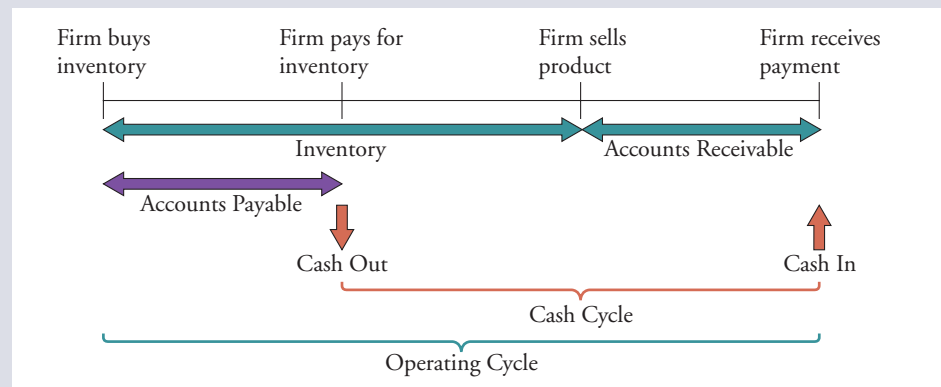 Firm buys
inventory
Firm pays for
inventory
Firm sells
product
Firm receives
payment
Inventory
Accounts Receivable
Accounts Payable
Cash Out
Cash In
Cash Cycle
Operating Cycle